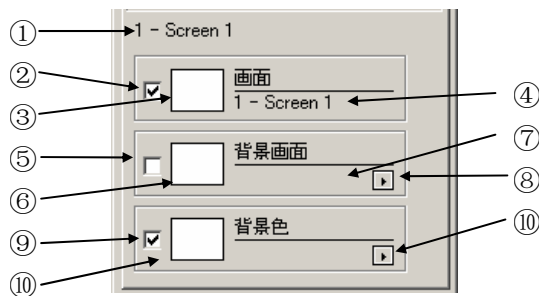 ① 1 - Screen 1
② 画面
③ 1 - Screen 1 ④
⑤ 背景画面 ⑦
⑥ ⑧
⑨ 背景色 ⑩
⑩